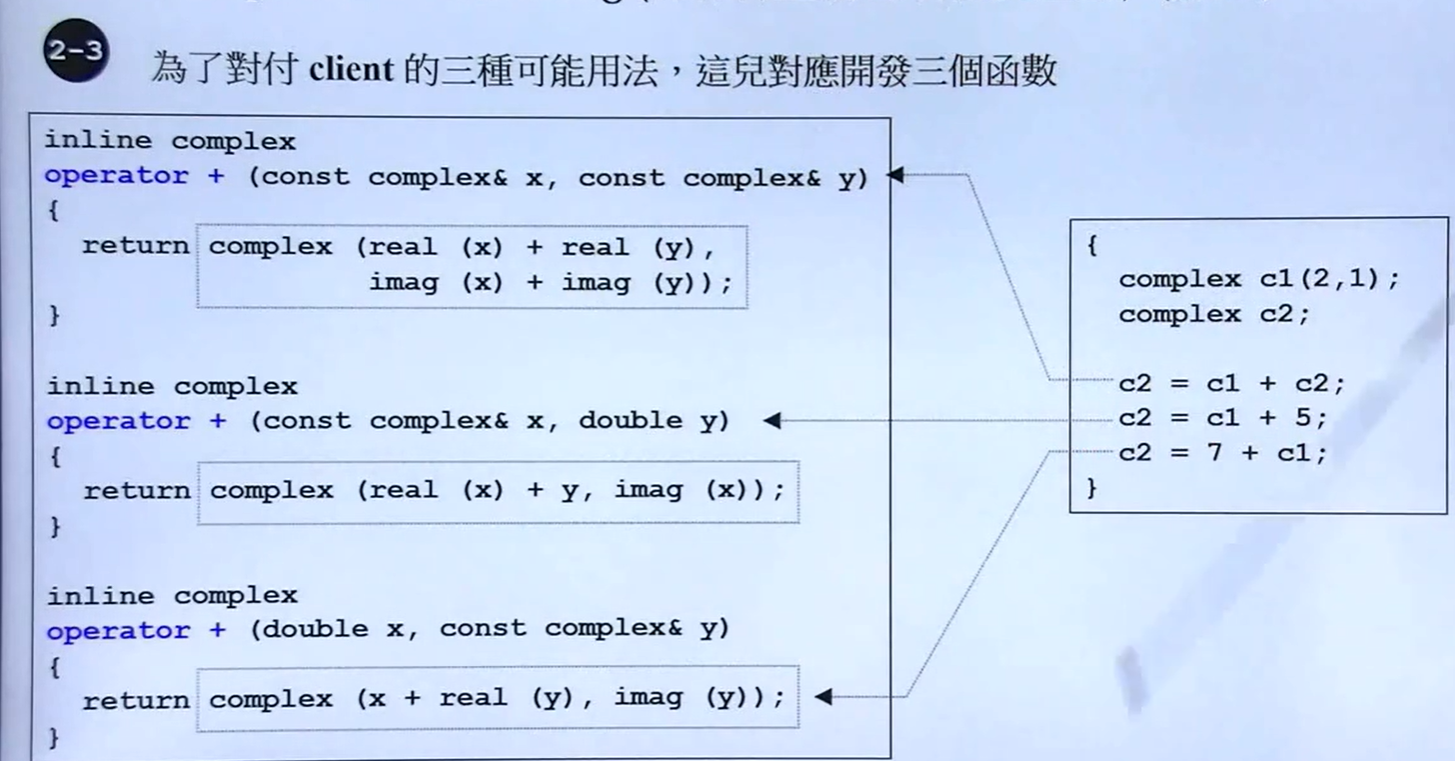 2-3
為了對付 client 的三種可能用法，這兒對應開發三個函數
inline complex
operator + (const complex& x, const complex& y)
{
  return complex (real (x) + real (y),
                  imag (x) + imag (y));
}
inline complex
operator + (const complex& x, double y)
{
  return complex (real (x) + y, imag (x));
}
inline complex
operator + (double x, const complex& y)
{
  return complex (x + real (y), imag (y));
}
{
  complex c1(2,1);
  complex c2;
  c2 = c1 + c2;
  c2 = c1 + 5;
  c2 = 7 + c1;
}